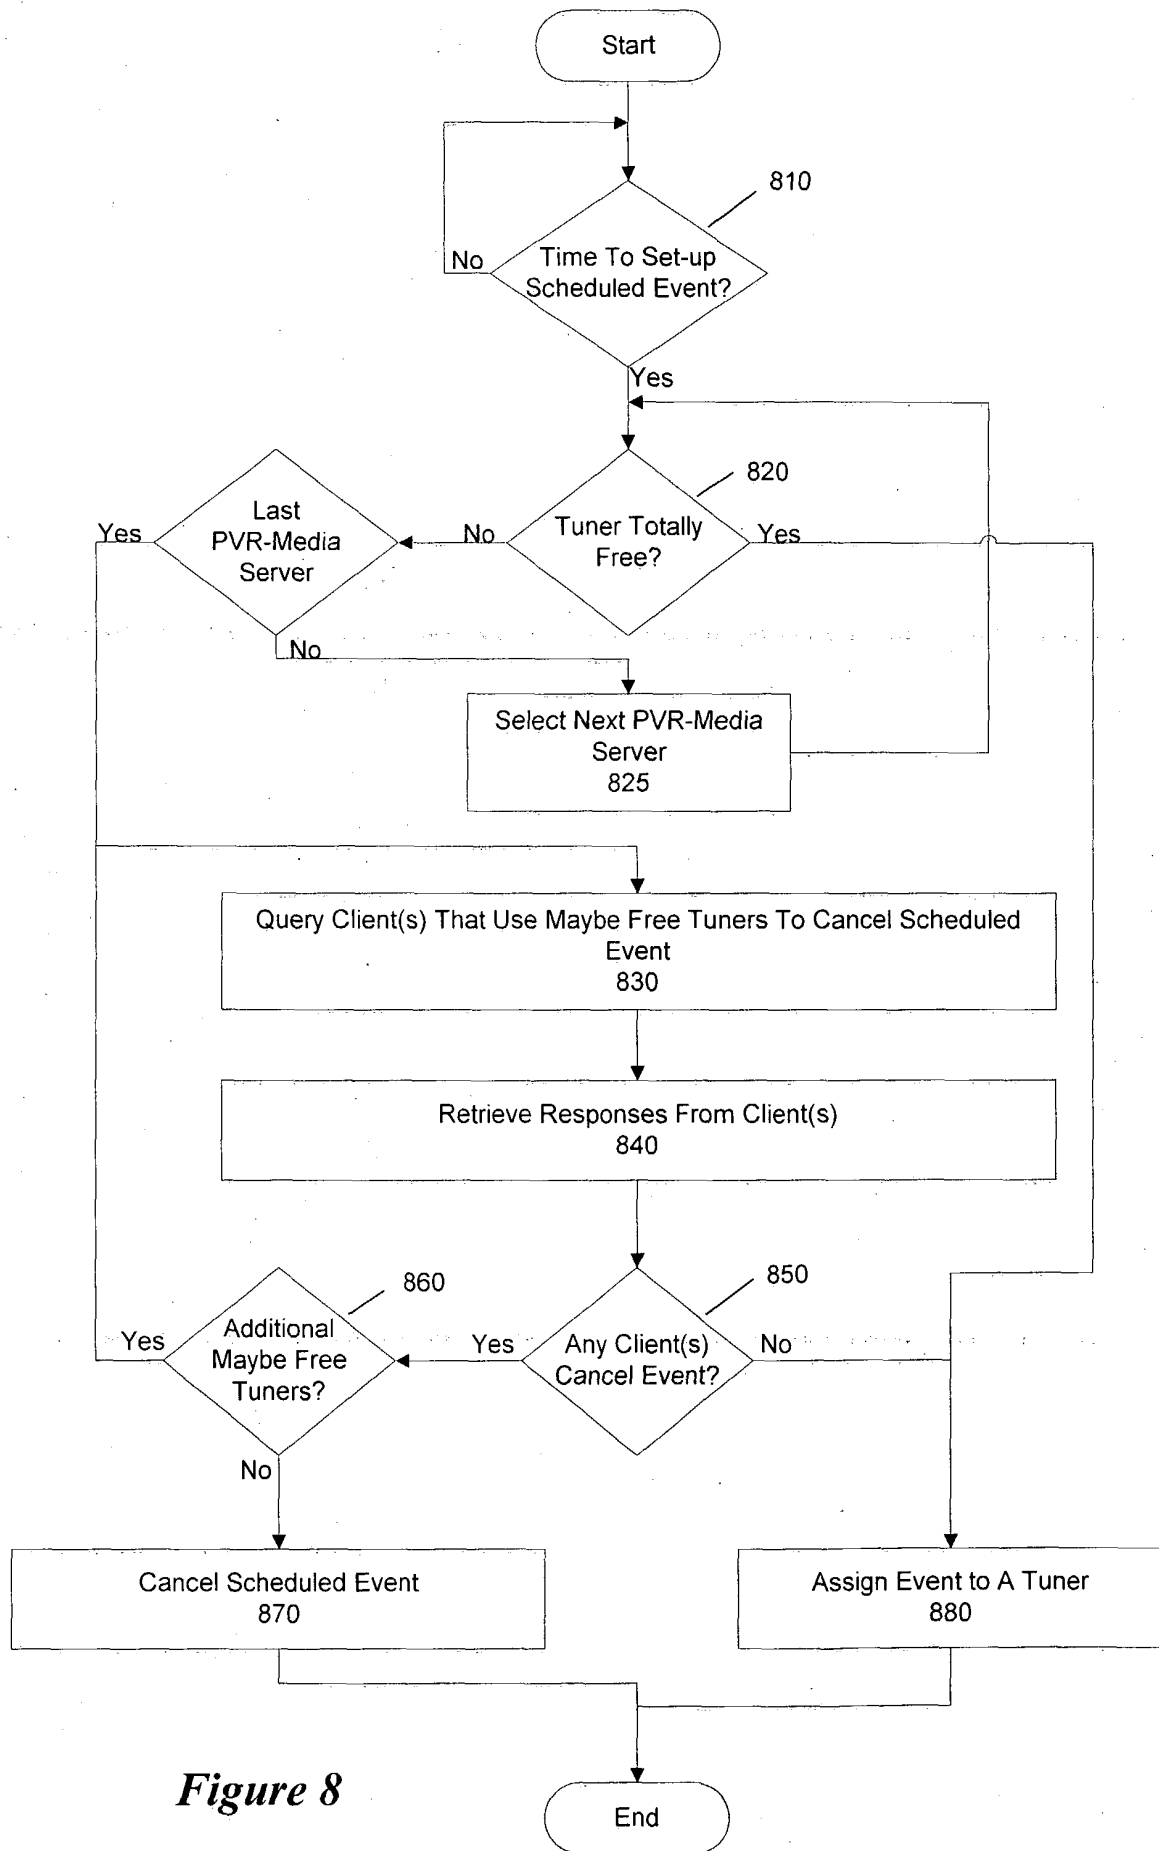 Start
810
No
Time To Set-up
Scheduled Event?
Yes
820
Last
PVR-Media
Server
Yes
No
Tuner Totally
Free?
Yes
No
Select Next PVR-Media
Server
825
Query Client(s) That Use Maybe Free Tuners To Cancel Scheduled
Event
830
Retrieve Responses From Client(s)
840
860
850
Yes
Additional
Maybe Free
Tuners?
Yes
Any Client(s)
Cancel Event?
No
No
Cancel Scheduled Event
870
Assign Event to A Tuner
880
Figure 8
End